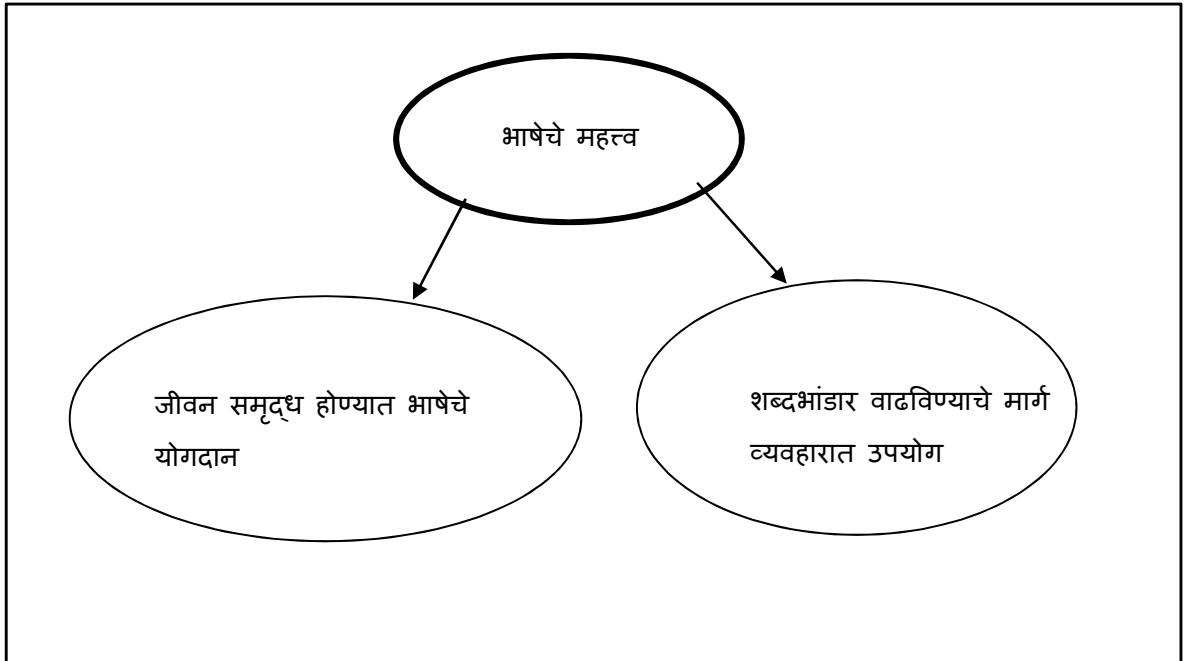 भाषेचे महत्त्व
जीवन समृद्ध होण्यात भाषेचे
योगदान
शब्दभांडार वाढविण्याचे मार्ग
व्यवहारात उपयोग